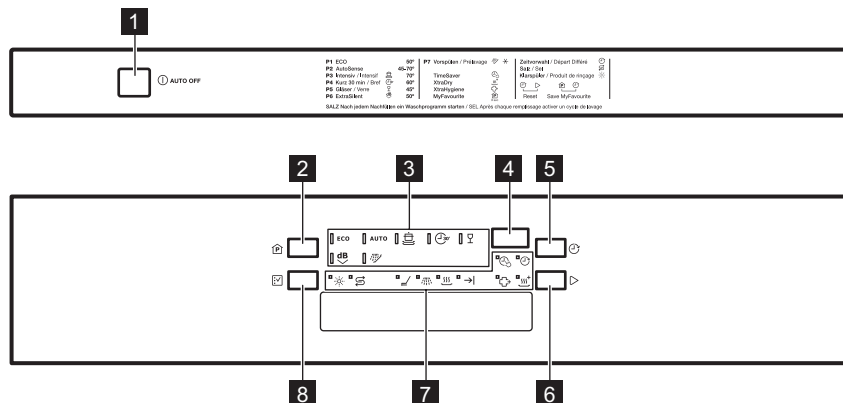 1
AUTO OFF
P1 ECO 50°
P2 AutoSense 45-70°
P3 Intensiv / Intensif 70°
P4 Kurz 30 min / Bref 60°
P5 Gläser / Verre 45°
P6 ExtraSilent 50°
P7 Vorspülen / Prélavage
TimeSaver
XtraDry
XtraHygiene
MyFavourite
Zeitvorwahl / Départ Différé
Salz / Sel
Klarspüler / Produit de rinçage
Reset Save MyFavourite
SALZ Nach jedem Nachfüllen ein Waschprogramm starten / SEL Après chaque remplissage activer un cycle de lavage
2 3 4 5
P ECO AUTO 30'
dB
8 7 6